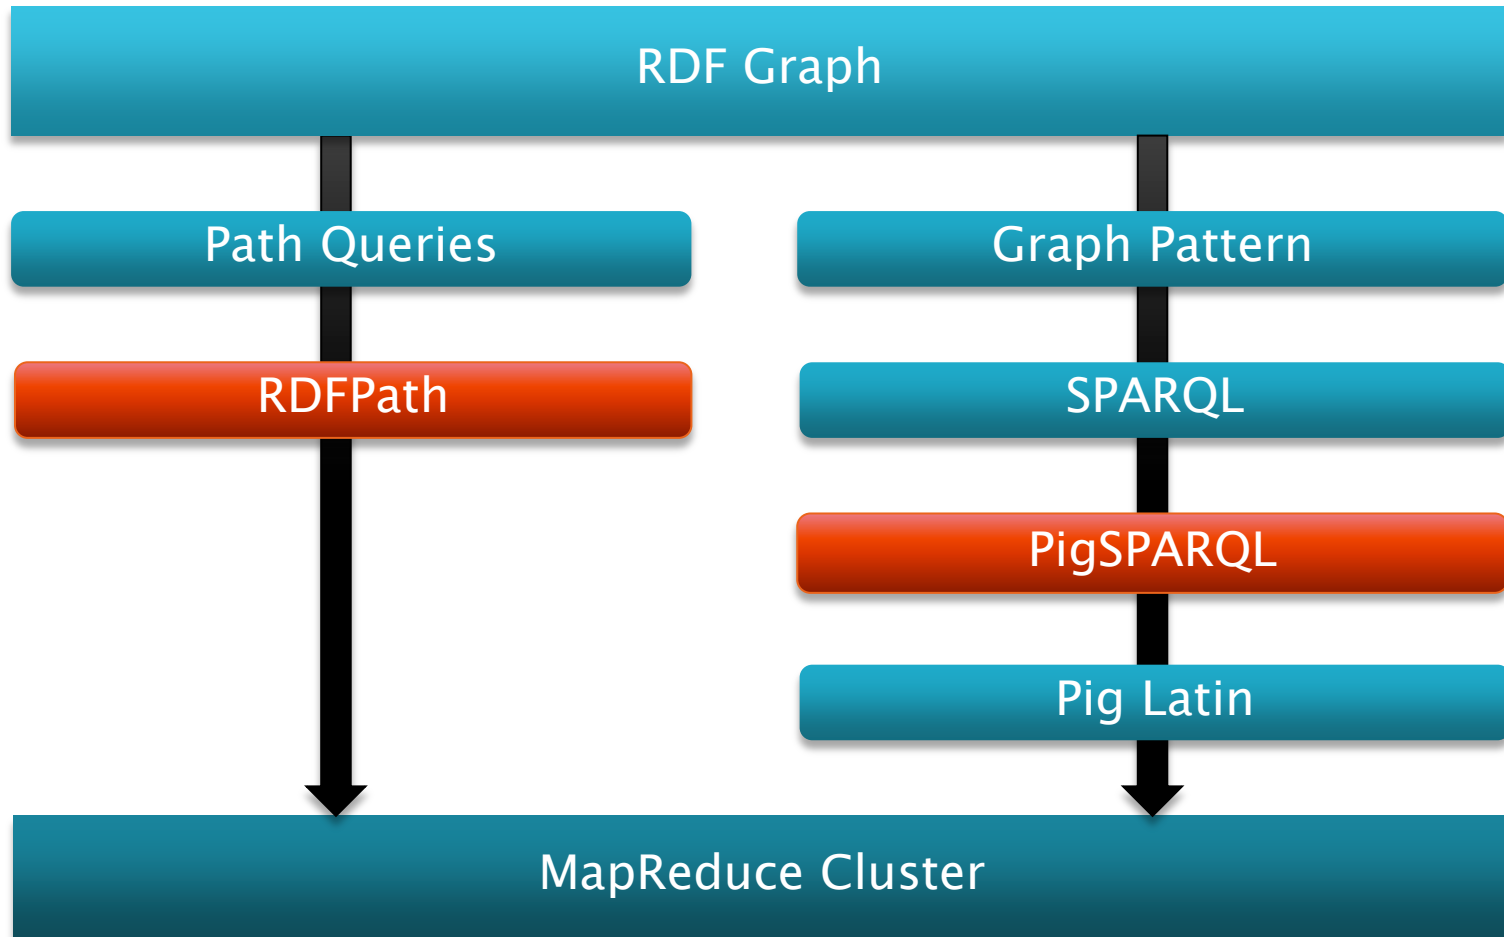 RDF Graph
Path Queries
Graph Pattern
RDFPath
SPARQL
PigSPARQL
Pig Latin
MapReduce Cluster